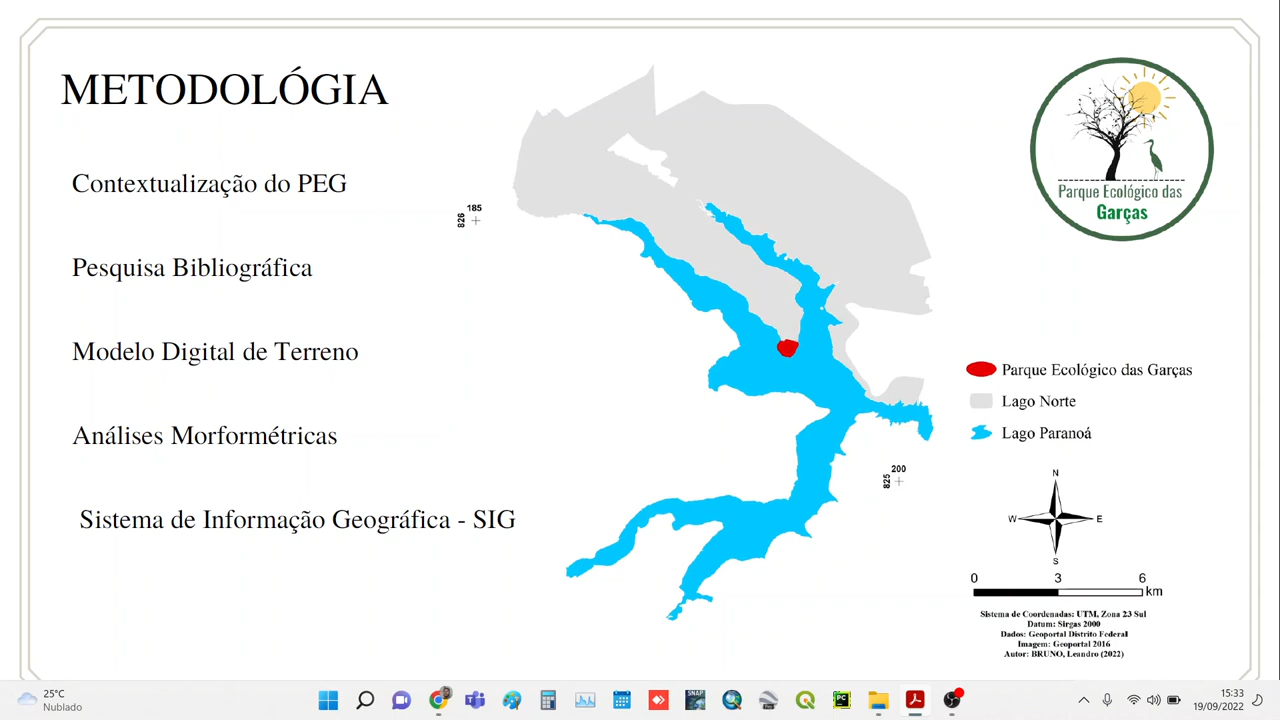 METODOLÓGIA
Contextualização do PEG
Pesquisa Bibliográfica
Modelo Digital de Terreno
Análises Morformétricas
Sistema de Informação Geográfica - SIG
185
826
200
825
Parque Ecológico das
Garças
Parque Ecológico das Garças
Lago Norte
Lago Paranoá
N
W
E
S
0 3 6
km
Sistema de Coordenadas: UTM, Zona 23 Sul
Datum: Sirgas 2000
Dados: Geoportal Distrito Federal
Imagem: Geoportal 2016
Autor: BRUNO, Leandro (2022)
25°C
Nublado
SNAP
PC
15:33
19/09/2022